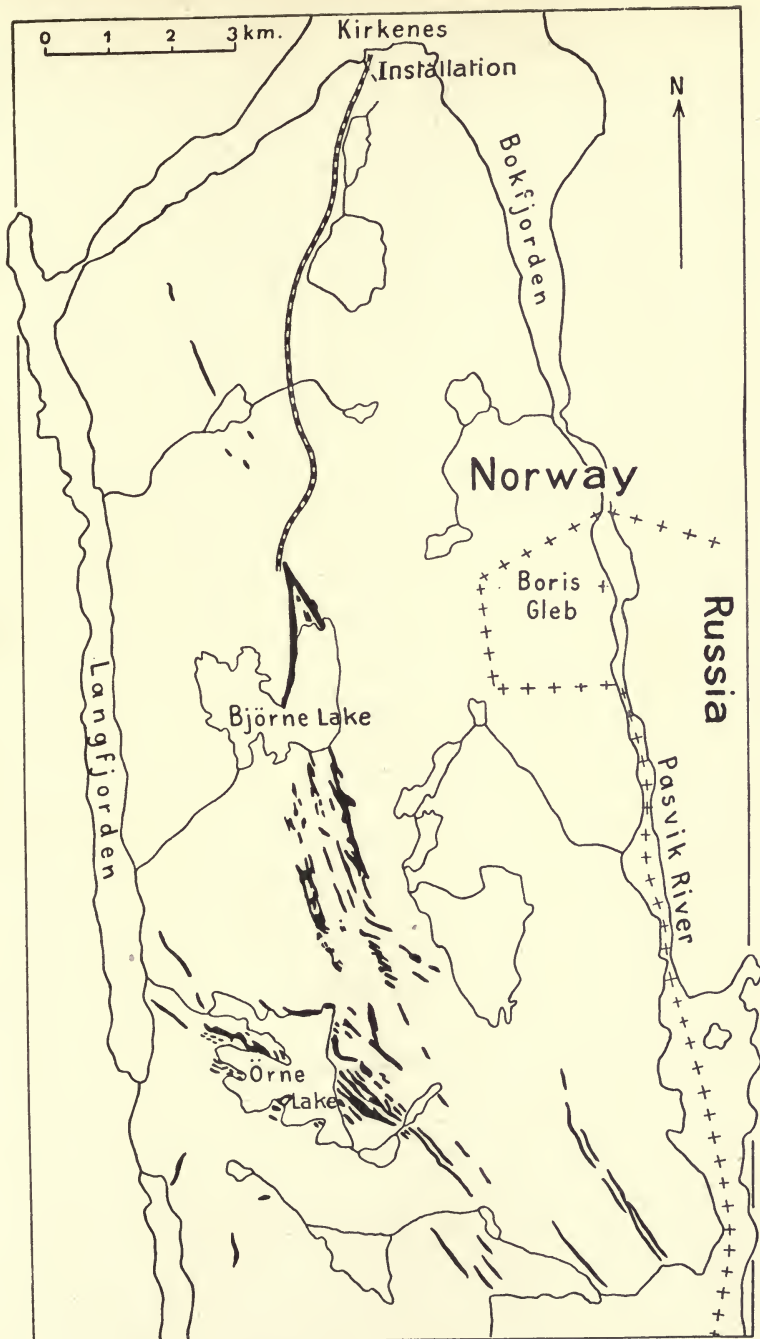 0 1 2 3 km.
Kirkenes
Installation
N
Bokfjorden
Norway
Boris
Gleb
Russia
Langfjorden
Björne Lake
Pasvik River
Örne
Lake